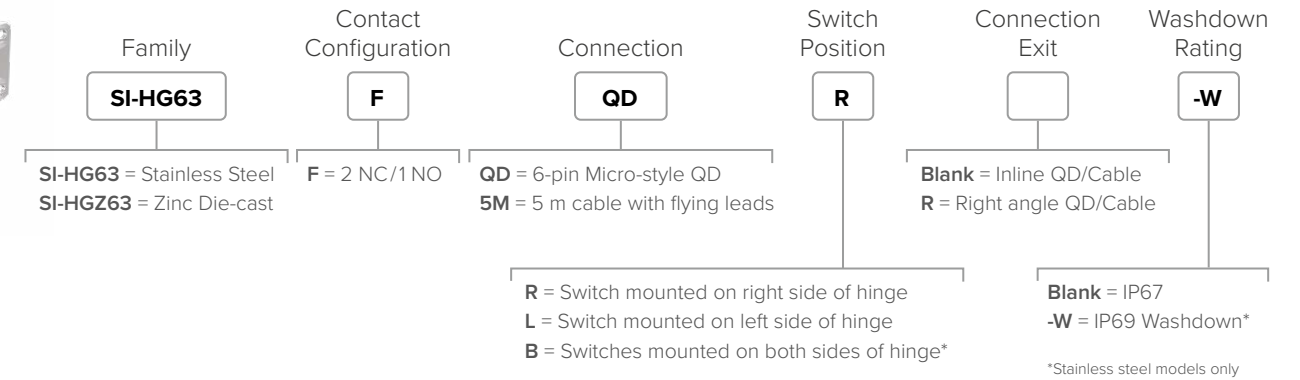 Family
Contact
Configuration
Connection
Switch
Position
Connection
Exit
Washdown
Rating
SI-HG63
F
QD
R
-W
SI-HG63 = Stainless Steel
SI-HGZ63 = Zinc Die-cast
F = 2 NC/1 NO
QD = 6-pin Micro-style QD
5M = 5 m cable with flying leads
Blank = Inline QD/Cable
R = Right angle QD/Cable
R = Switch mounted on right side of hinge
L = Switch mounted on left side of hinge
B = Switches mounted on both sides of hinge*
Blank = IP67
-W = IP69 Washdown*
*Stainless steel models only